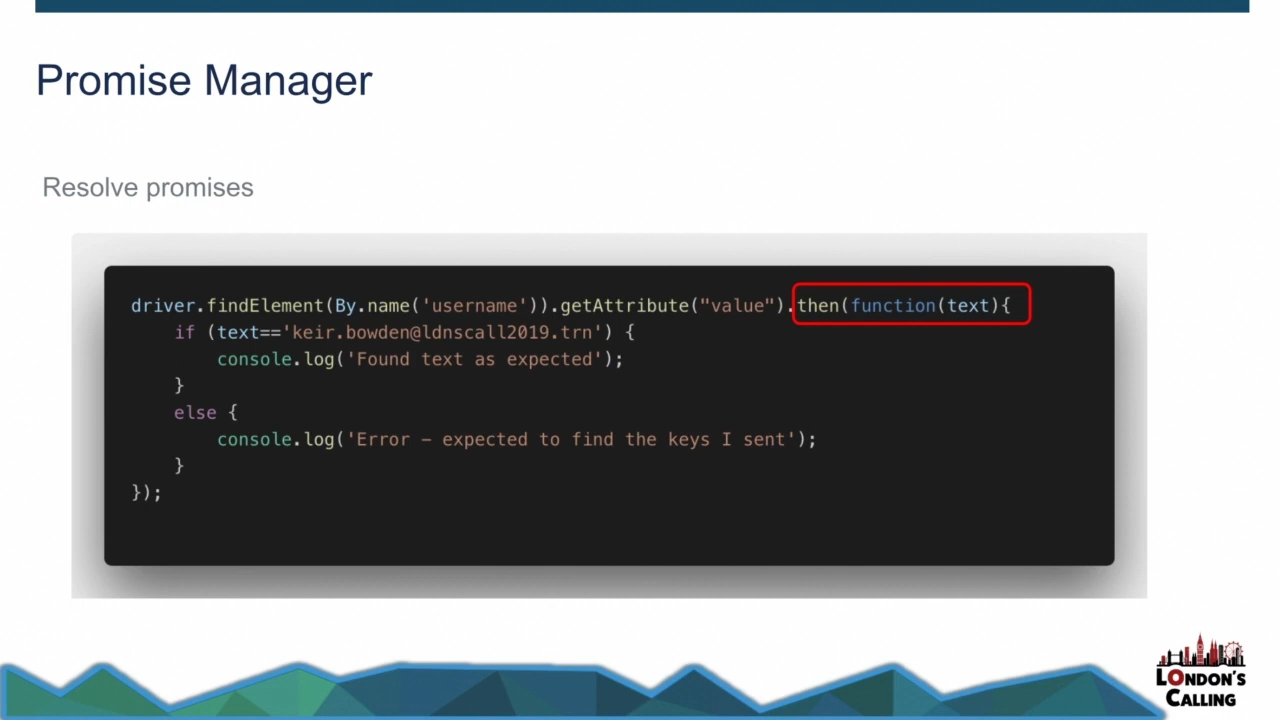 Promise Manager
Resolve promises
driver.findElement(By.name('username')).getAttribute("value").then(function(text){
    if (text=='keir.bowden@ldnscall2019.trn') {
        console.log('Found text as expected');
    }
    else {
        console.log('Error – expected to find the keys I sent');
    }
});
LONDON'S
CALLING